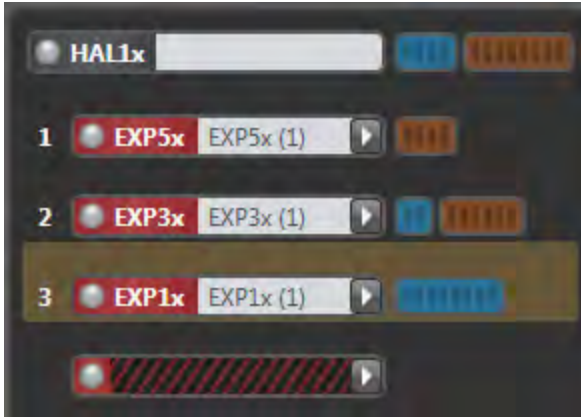 HAL1x
1 EXP5x EXP5x (1)
2 EXP3x EXP3x (1)
3 EXP1x EXP1x (1)